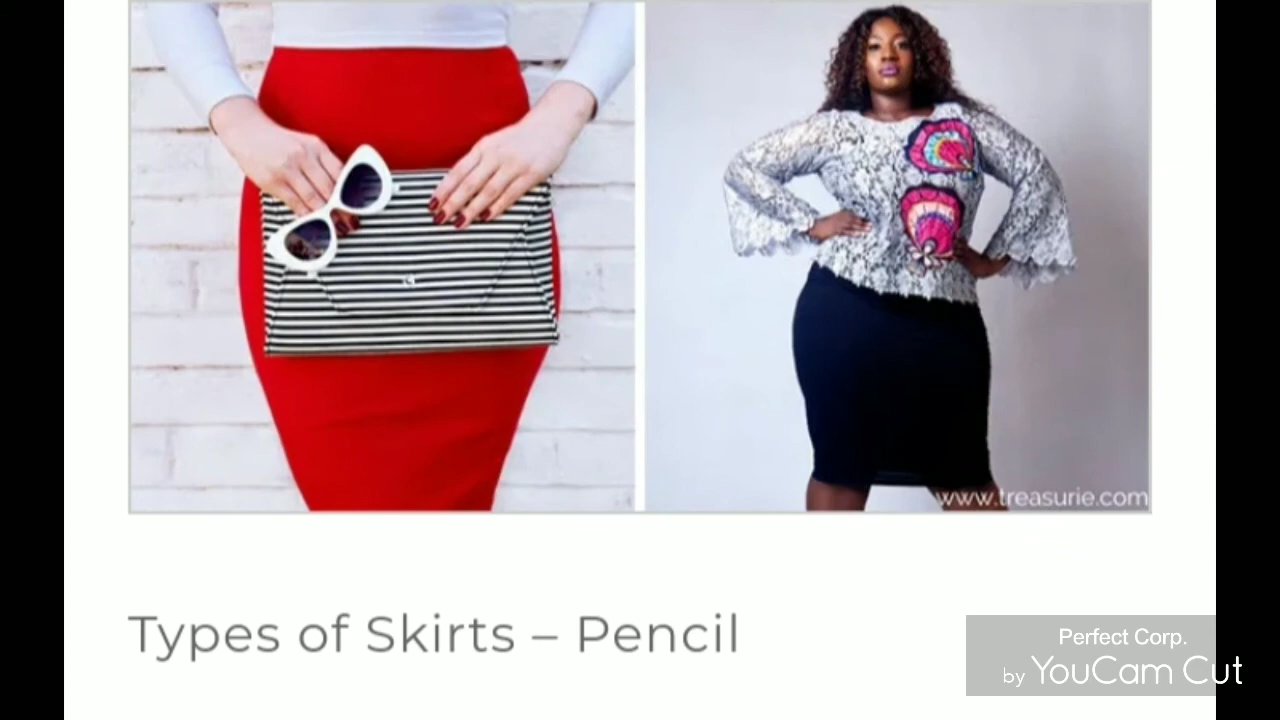 www.treasurie.com
Types of Skirts – Pencil
Perfect Corp.
by YouCam Cut